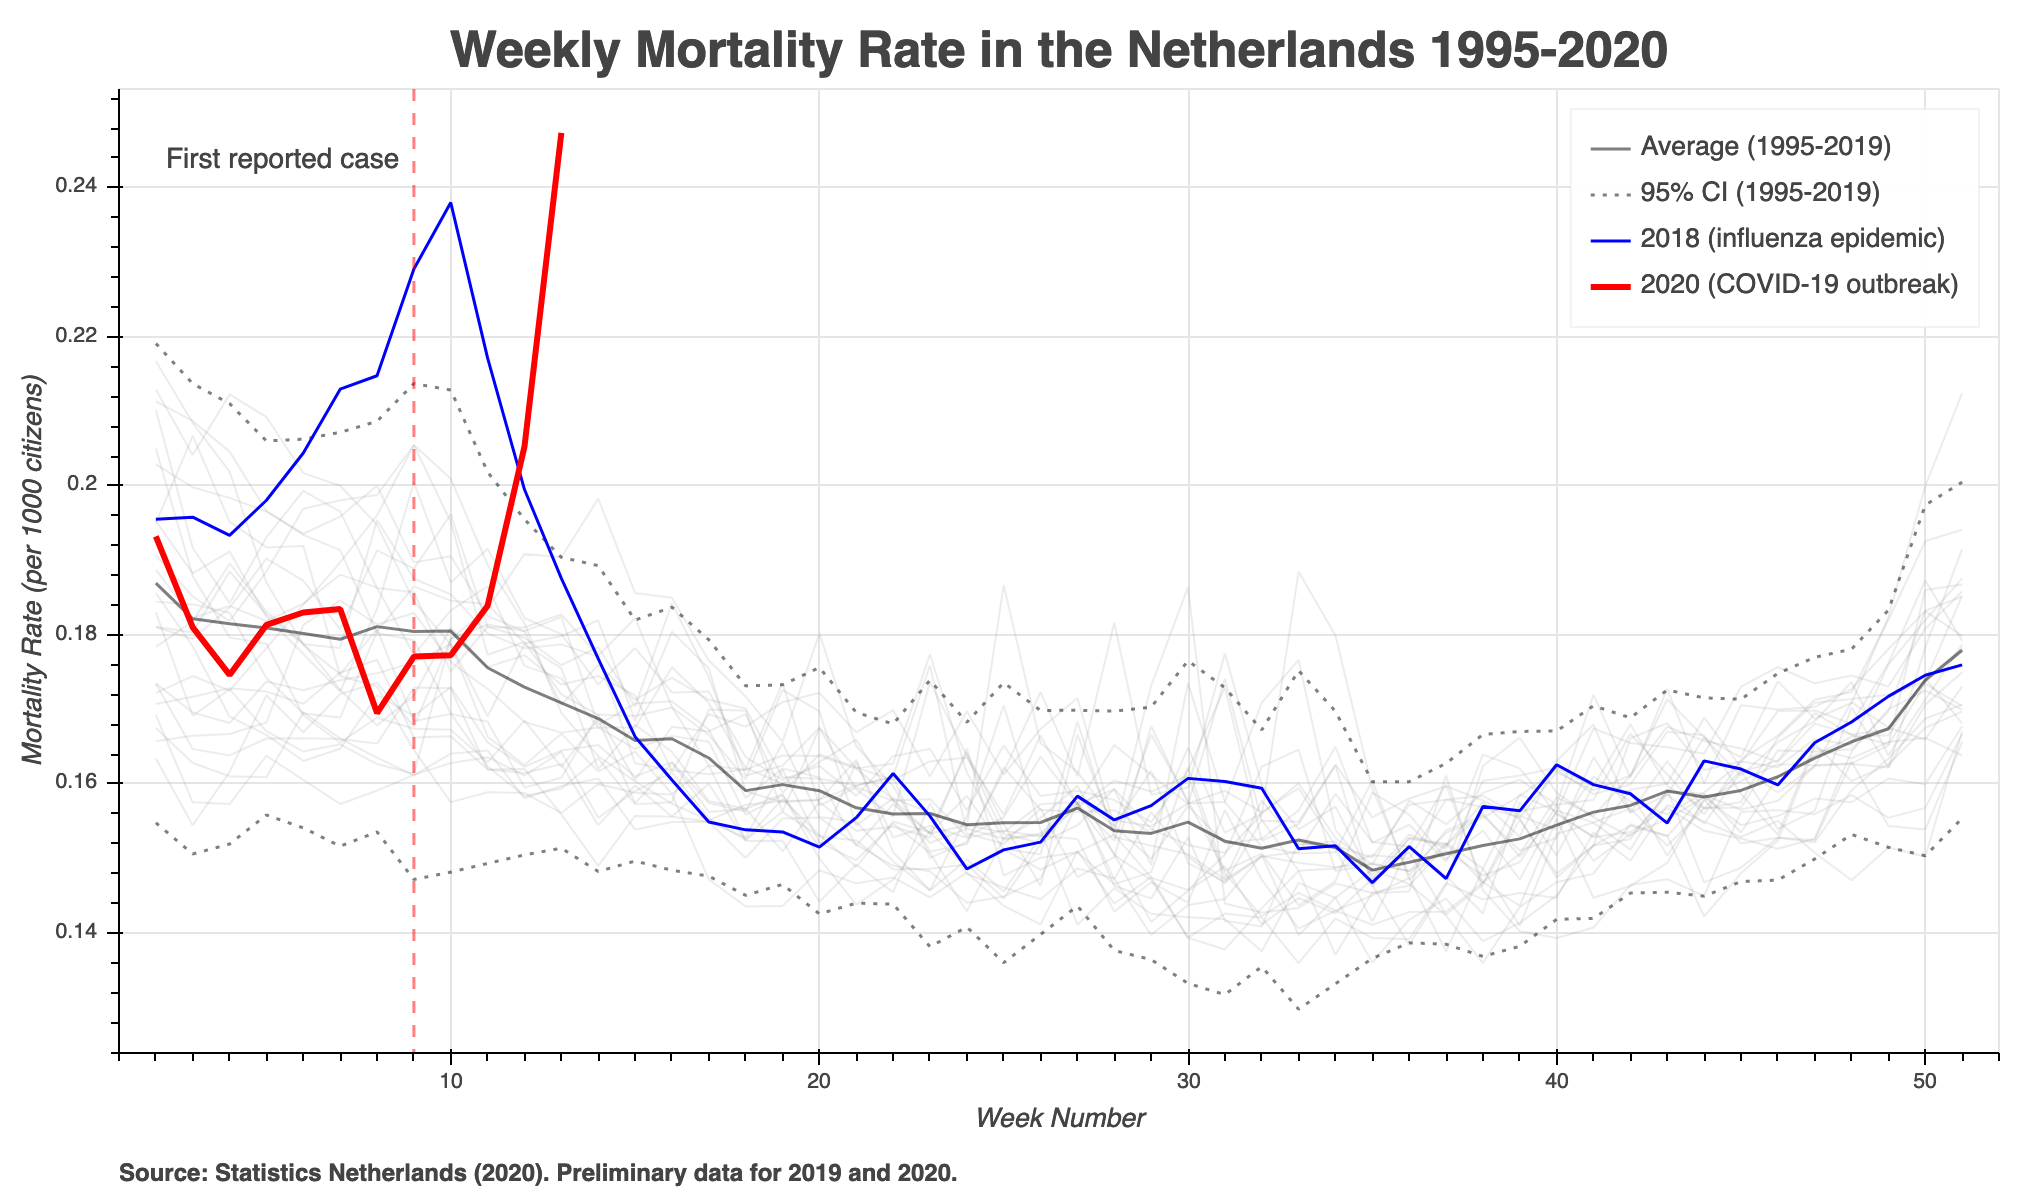 Weekly Mortality Rate in the Netherlands 1995-2020
First reported case
Average (1995-2019)
95% CI (1995-2019)
2018 (influenza epidemic)
2020 (COVID-19 outbreak)
Mortality Rate (per 1000 citizens)
0.24
0.22
0.2
0.18
0.16
0.14
10
20
30
40
50
Week Number
Source: Statistics Netherlands (2020). Preliminary data for 2019 and 2020.